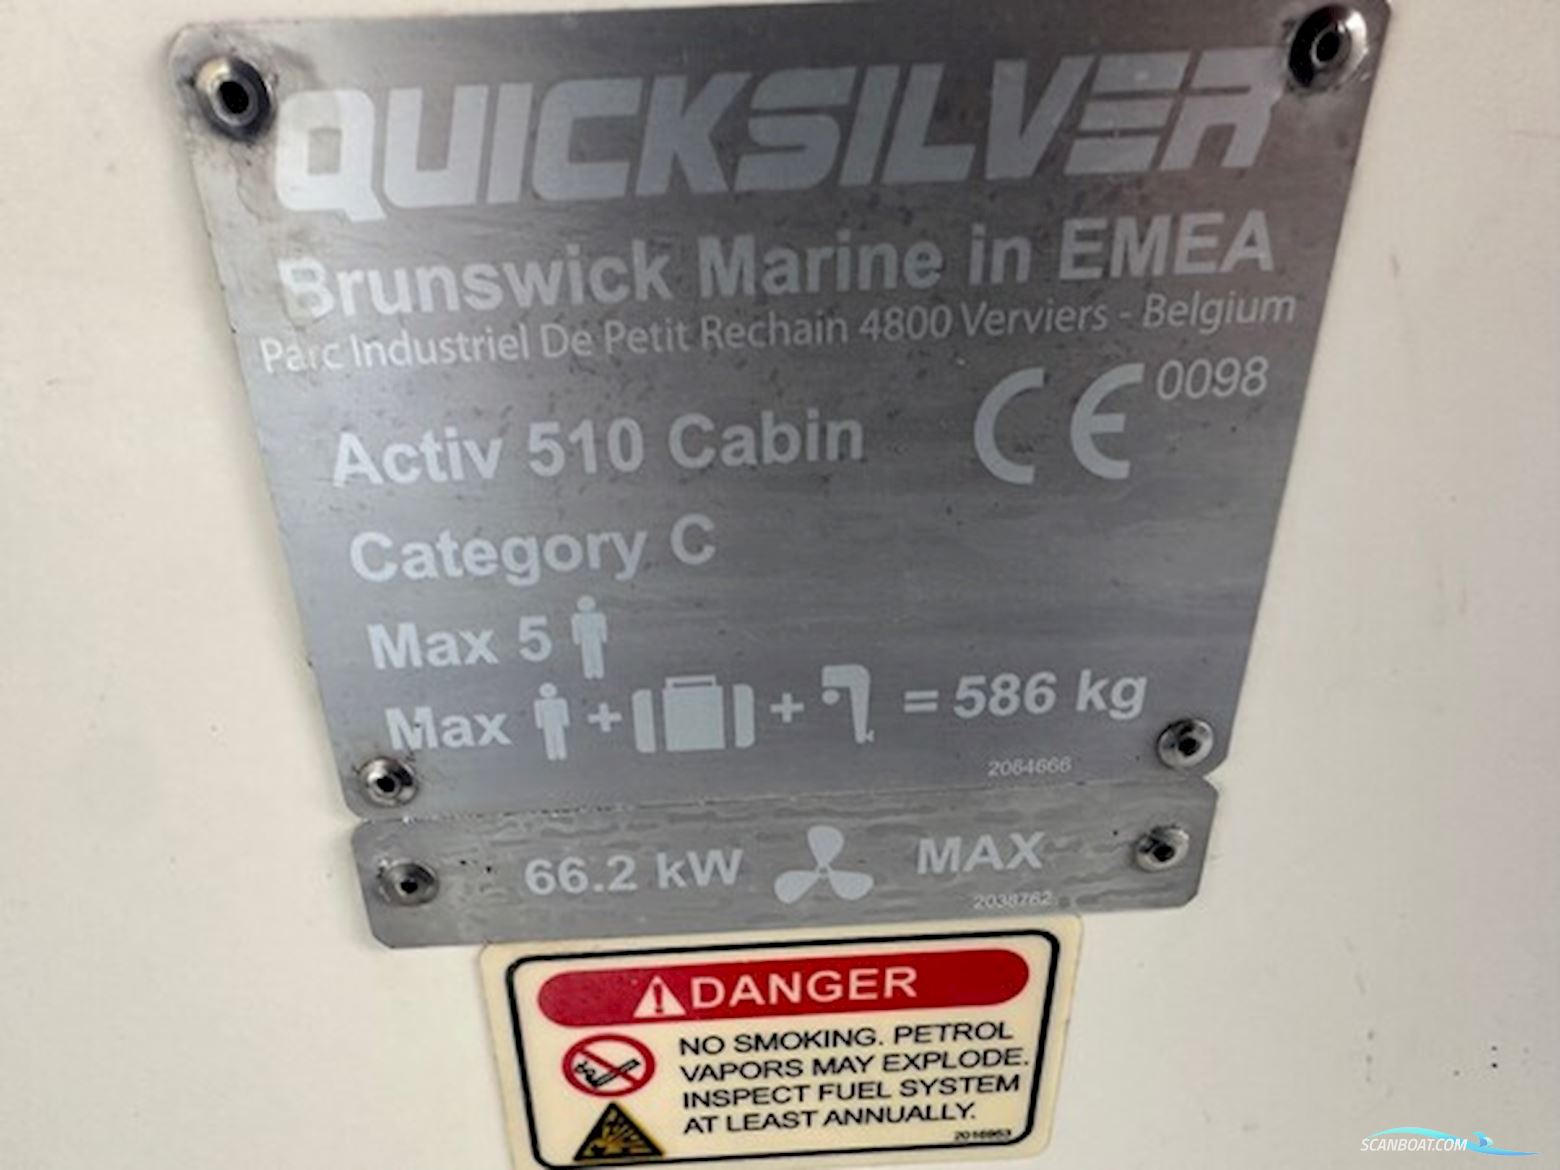 QUICKSILVER
Brunswick Marine in EMEA
Parc Industriel De Petit Rechain 4800 Verviers - Belgium
CE 0098
Activ 510 Cabin
Category C
Max 5
Max + + = 586 kg
2064666
66.2 kW MAX
2038762
DANGER
NO SMOKING. PETROL
VAPORS MAY EXPLODE.
INSPECT FUEL SYSTEM
AT LEAST ANNUALLY.
2016963
SCANBOAT.COM